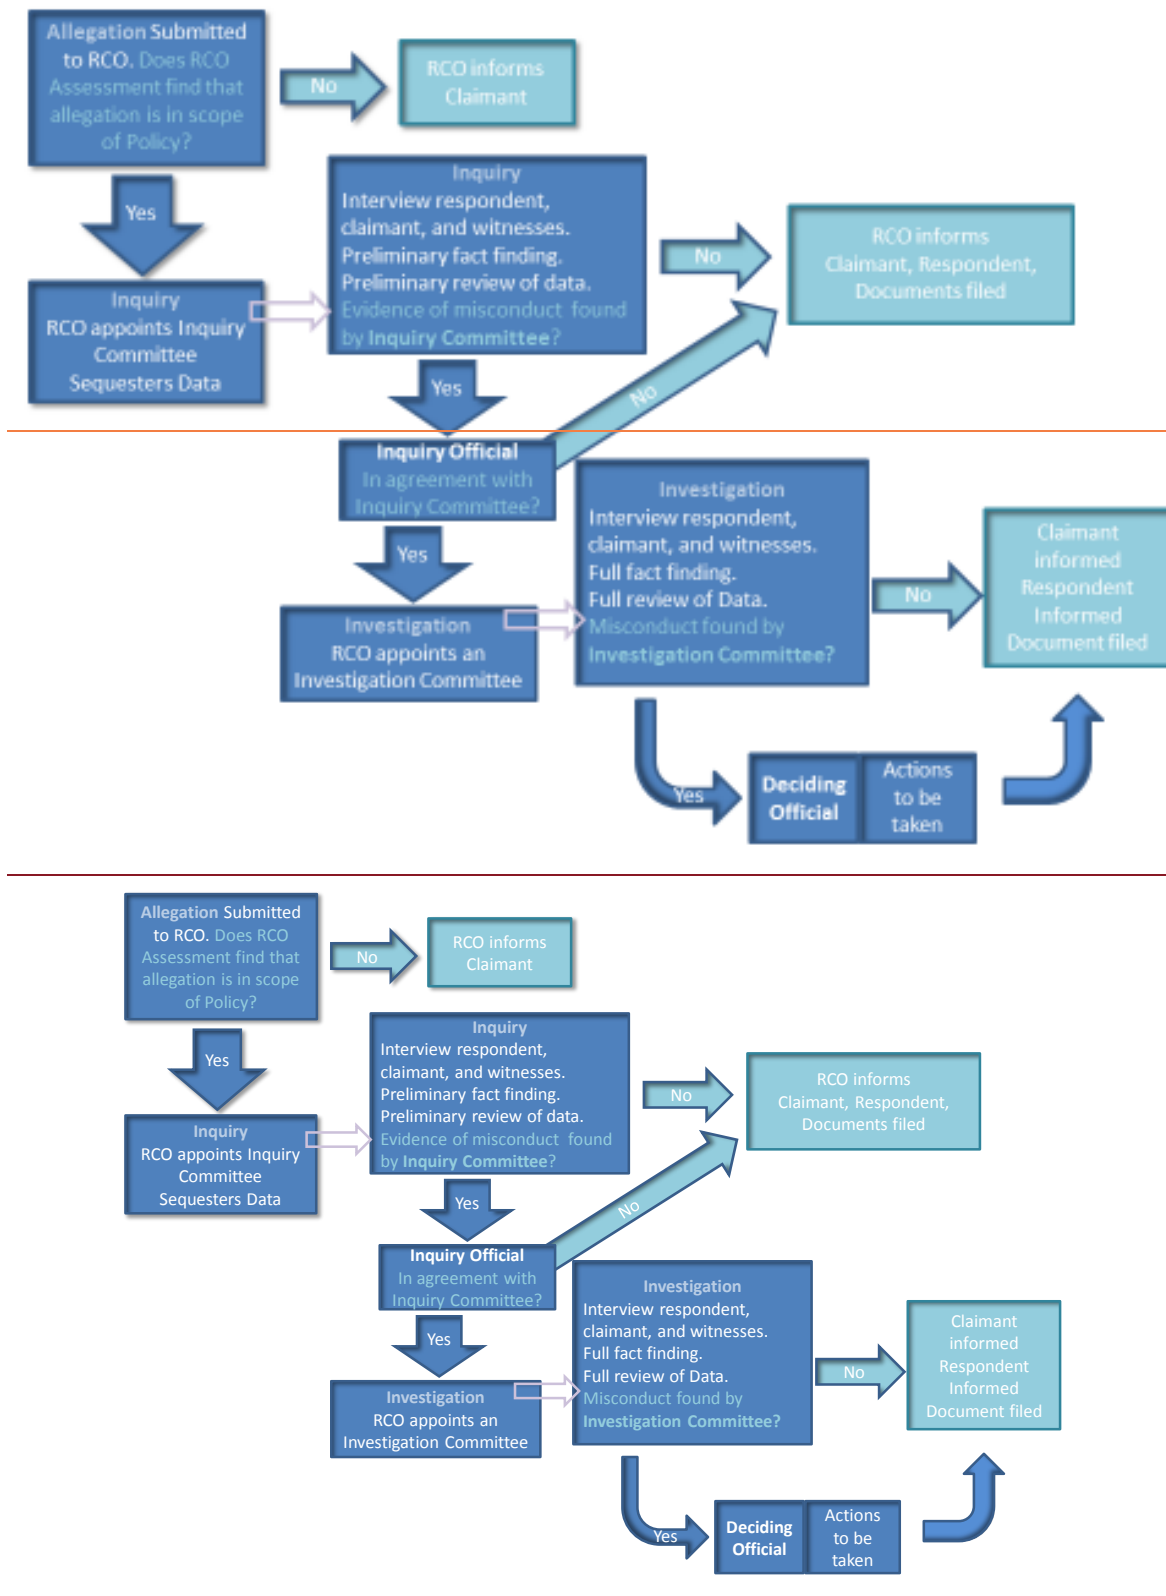 Allegation Submitted
to RCO. Does RCO
Assessment find that
allegation is in scope
of Policy?
No
RCO informs
Claimant
Yes
Inquiry
RCO appoints Inquiry
Committee
Sequesters Data
Inquiry
Interview respondent,
claimant, and witnesses.
Preliminary fact finding.
Preliminary review of data.
Evidence of misconduct found
by Inquiry Committee?
No
RCO informs
Claimant, Respondent,
Documents filed
Yes
No
Inquiry Official
In agreement with
Inquiry Committee?
Yes
Investigation
RCO appoints an
Investigation Committee
Investigation
Interview respondent,
claimant, and witnesses.
Full fact finding.
Full review of Data.
Misconduct found by
Investigation Committee?
No
Claimant
informed
Respondent
Informed
Document filed
Yes
Deciding
Official
Actions
to be
taken
Allegation Submitted
to RCO. Does RCO
Assessment find that
allegation is in scope
of Policy?
No
RCO informs
Claimant
Yes
Inquiry
RCO appoints Inquiry
Committee
Sequesters Data
Inquiry
Interview respondent,
claimant, and witnesses.
Preliminary fact finding.
Preliminary review of data.
Evidence of misconduct found
by Inquiry Committee?
No
RCO informs
Claimant, Respondent,
Documents filed
Yes
No
Inquiry Official
In agreement with
Inquiry Committee?
Yes
Investigation
RCO appoints an
Investigation Committee
Investigation
Interview respondent,
claimant, and witnesses.
Full fact finding.
Full review of Data.
Misconduct found by
Investigation Committee?
No
Claimant
informed
Respondent
Informed
Document filed
Yes
Deciding
Official
Actions
to be
taken